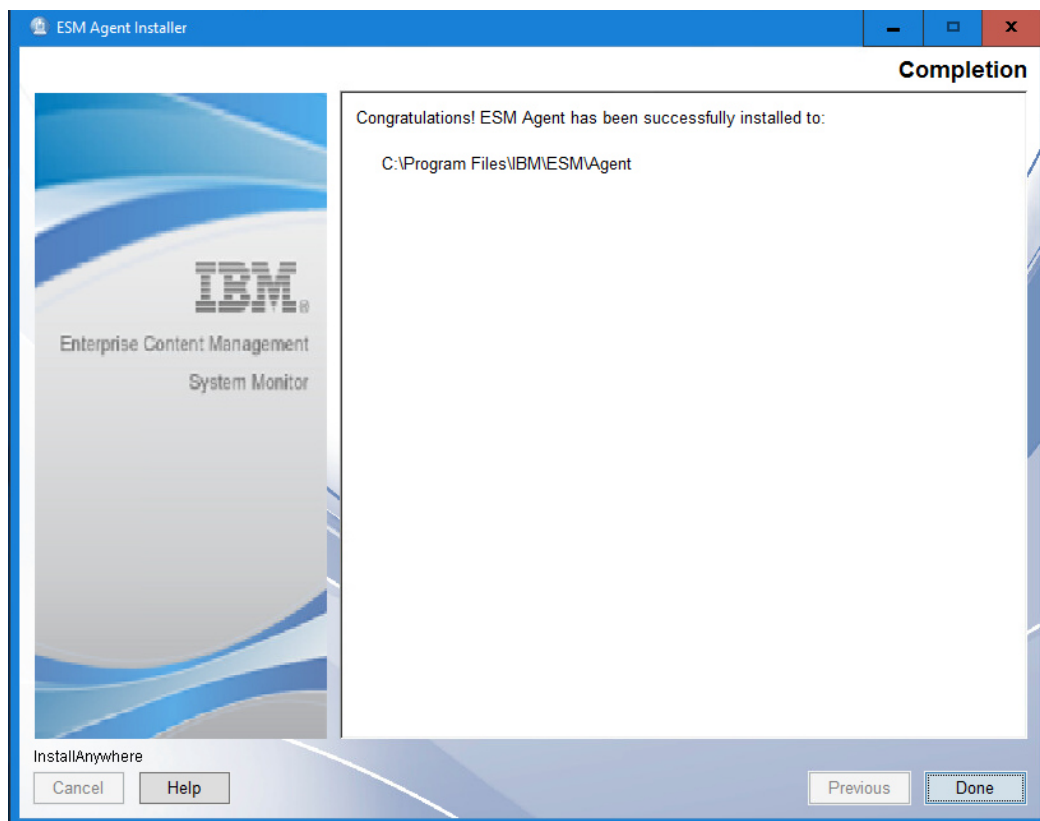 ESM Agent Installer
Completion
Congratulations! ESM Agent has been successfully installed to:
C:\Program Files\IBM\ESM\Agent
IBM®
Enterprise Content Management
System Monitor
InstallAnywhere
Cancel
Help
Previous
Done